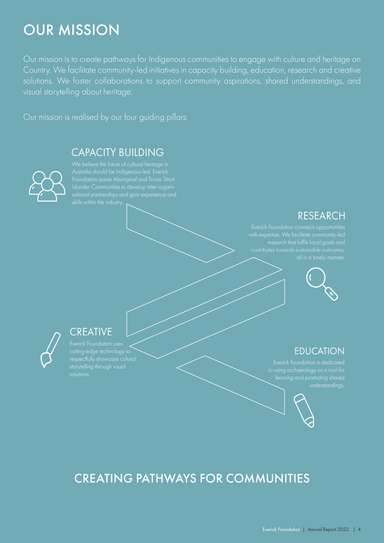 OUR MISSION
Our mission is to create pathways for Indigenous communities to engage with culture and heritage on
Country. We facilitate community-led initiatives in capacity building, education, research and creative
solutions. We foster collaborations to support community aspirations, shared understandings, and
visual storytelling about heritage.
Our mission is realised by our four guiding pillars:
CAPACITY BUILDING
We believe the future of cultural heritage in
Australia should be Indigenous-led. Everick
Foundation assists Aboriginal and Torres Strait
Islander Communities to develop inter-organi-
sational partnerships and gain experience and
skills within the industry.
RESEARCH
Everick Foundation connects opportunities
with expertise. We facilitate community-led
research that fulfils local goals and
contributes towards sustainable outcomes,
all in a timely manner.
CREATIVE
Everick Foundation uses
cutting-edge technology to
respectfully showcase cultural
storytelling through visual
solutions.
EDUCATION
Everick Foundation is dedicated
to using archaeology as a tool for
learning and promoting shared
understandings.
CREATING PATHWAYS FOR COMMUNITIES
Everick Foundation | Annual Report 2022 | 4